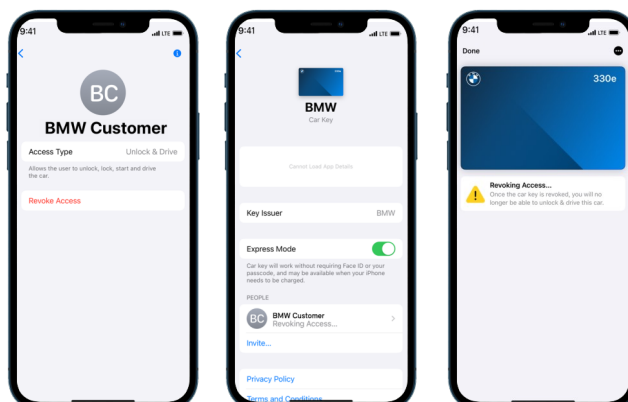 9:41
LTE
BC
BMW Customer
Access Type
Unlock & Drive
Allows the user to unlock, lock, start and drive
the car.
Revoke Access
9:41
LTE
BMW
Car Key
Cannot Load App Details
Key Issuer
BMW
Express Mode
Car key will work without requiring Face ID or your
passcode, and may be available when your iPhone
needs to be charged.
PEOPLE
BC
BMW Customer
Revoking Access...
Invite...
Privacy Policy
Terms and Conditions
9:41
LTE
Done
330e
Revoking Access...
Once the car key is revoked, you will no
longer be able to unlock & drive this car.